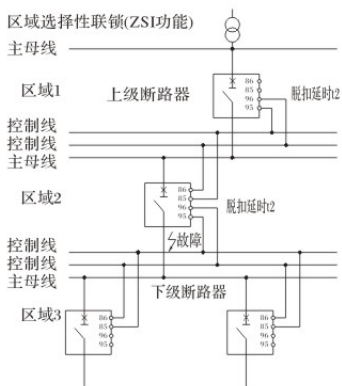 区域选择性联锁(ZSI功能)
主母线
区域1
上级断路器
86
85
96
95
脱扣延时t2
控制线
控制线
主母线
区域2
86
85
96
95
脱扣延时t2
故障
控制线
控制线
主母线
下级断路器
区域3
86
85
96
95
86
85
96
95